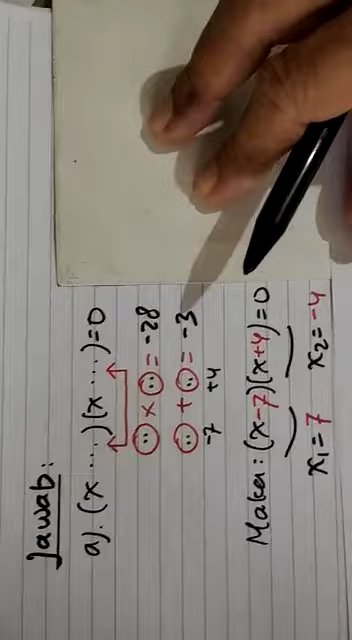 Jawab:
a). (x ...)(x ...)=0
(..) x (..) = -28
(..) + (..) = -3
-7 +4
Maka: (x-7)(x+4)=0
x₁=7 x₂=-4